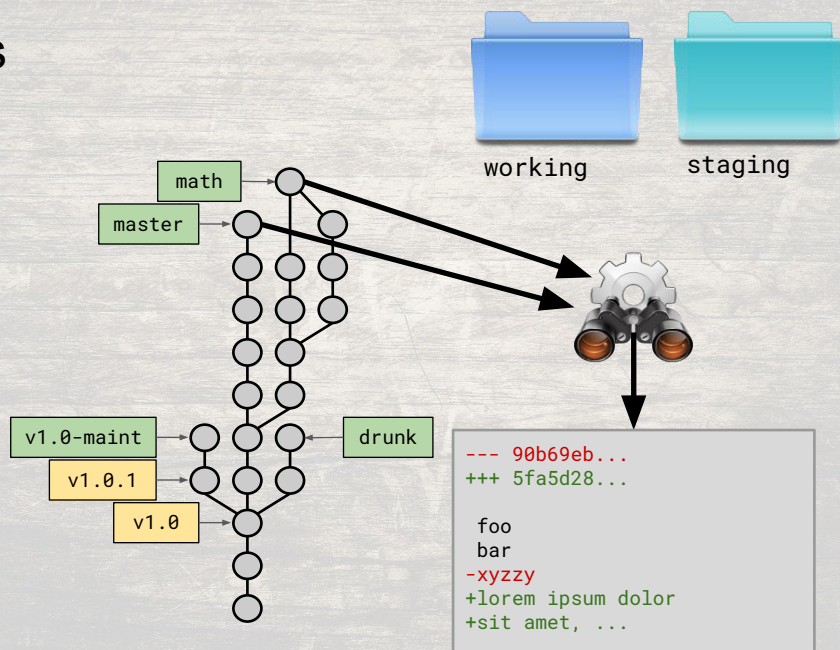 s
working
staging
math
master
v1.0-maint
drunk
v1.0.1
v1.0
--- 90b69eb...
+++ 5fa5d28...
foo
bar
-xyzzy
+lorem ipsum dolor
+sit amet, ...